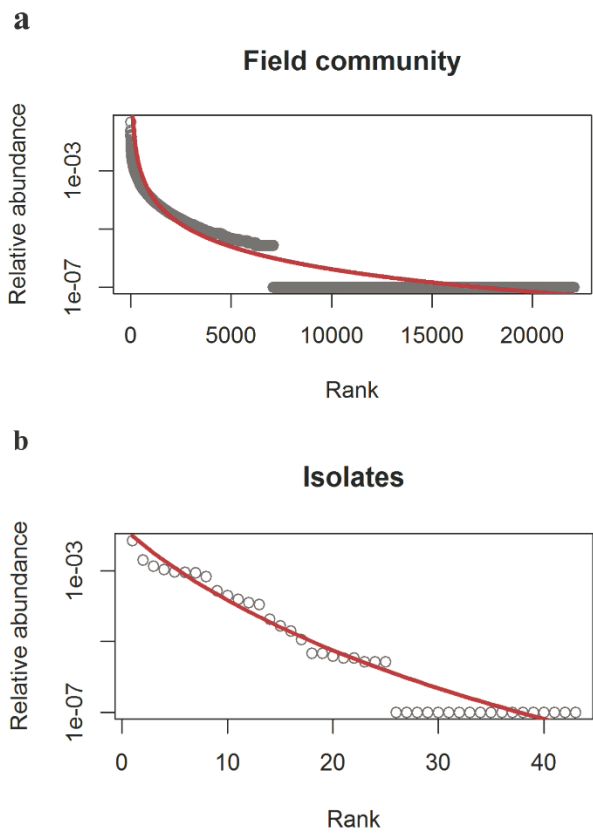 a
Field community
Relative abundance
1e-03
1e-07
0 5000 10000 15000 20000
Rank
b
Isolates
Relative abundance
1e-03
1e-07
0 10 20 30 40
Rank